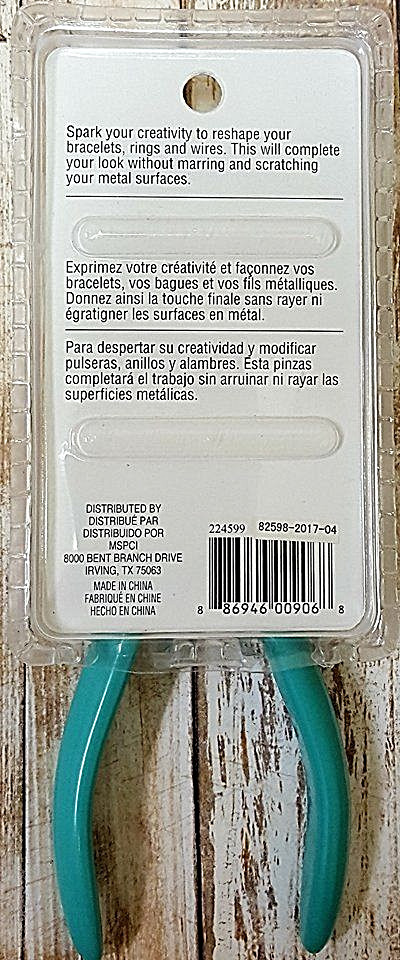 Spark your creativity to reshape your
bracelets, rings and wires. This will complete
your look without marring and scratching
your metal surfaces.
Exprimez votre créativité et façonnez vos
bracelets, vos bagues et vos fils métalliques.
Donnez ainsi la touche finale sans rayer ni
égratigner les surfaces en métal.
Para despertar su creatividad y modificar
pulseras, anillos y alambres. Esta pinzas
completará el trabajo sin arruinar ni rayar las
superficies metálicas.
DISTRIBUTED BY
DISTRIBUÉ PAR
DISTRIBUIDO POR
MSPCI
8000 BENT BRANCH DRIVE
IRVING, TX 75063
MADE IN CHINA
FABRIQUÉ EN CHINE
HECHO EN CHINA
224599 82598-2017-04
8 86946 00906 8